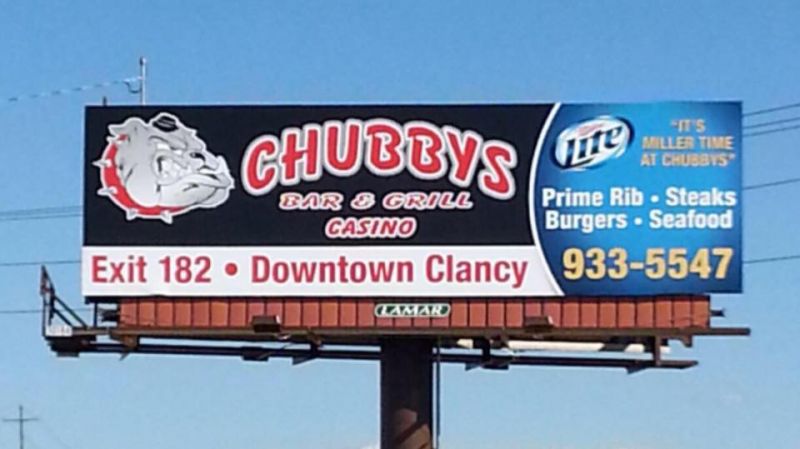 CHUBBYS
BAR & GRILL
CASINO
Exit 182 • Downtown Clancy
Lite
"IT'S
MILLER TIME
AT CHUBBYS"
Prime Rib • Steaks
Burgers • Seafood
933-5547
LAMAR